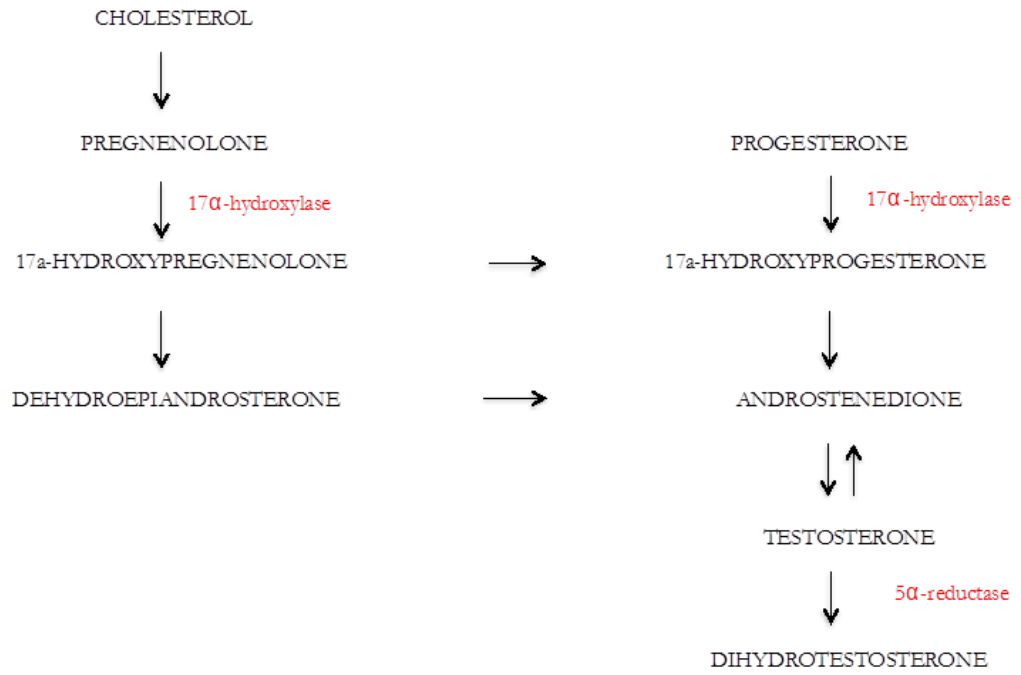 CHOLESTEROL
PREGNENOLONE
PROGESTERONE
17α-hydroxylase
17α-hydroxylase
17a-HYDROXYPREGNENOLONE
17a-HYDROXYPROGESTERONE
DEHYDROEPIANDROSTERONE
ANDROSTENEDIONE
TESTOSTERONE
5α-reductase
DIHYDROTESTOSTERONE